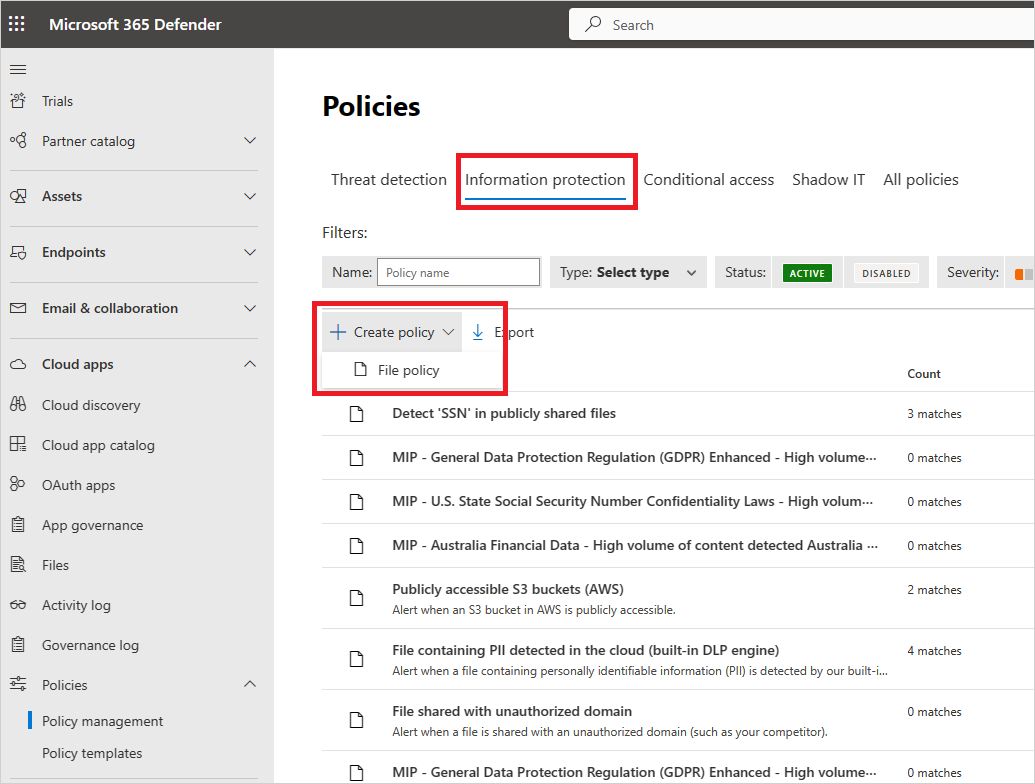 Microsoft 365 Defender
Search
Trials
Partner catalog
Assets
Endpoints
Email & collaboration
Cloud apps
Cloud discovery
Cloud app catalog
OAuth apps
App governance
Files
Activity log
Governance log
Policies
Policy management
Policy templates
Policies
Threat detection Information protection Conditional access Shadow IT All policies
Filters:
Name: Policy name Type: Select type Status: ACTIVE DISABLED Severity:
Create policy Export
File policy
Count
Detect 'SSN' in publicly shared files 3 matches
MIP - General Data Protection Regulation (GDPR) Enhanced - High volume··· 0 matches
MIP - U.S. State Social Security Number Confidentiality Laws - High volum··· 0 matches
MIP - Australia Financial Data - High volume of content detected Australia ··· 0 matches
Publicly accessible S3 buckets (AWS) 2 matches
Alert when an S3 bucket in AWS is publicly accessible.
File containing PII detected in the cloud (built-in DLP engine) 4 matches
Alert when a file containing personally identifiable information (PII) is detected by our built-i...
File shared with unauthorized domain 0 matches
Alert when a file is shared with an unauthorized domain (such as your competitor).
MIP - General Data Protection Regulation (GDPR) Enhanced - High volume··· 0 matches